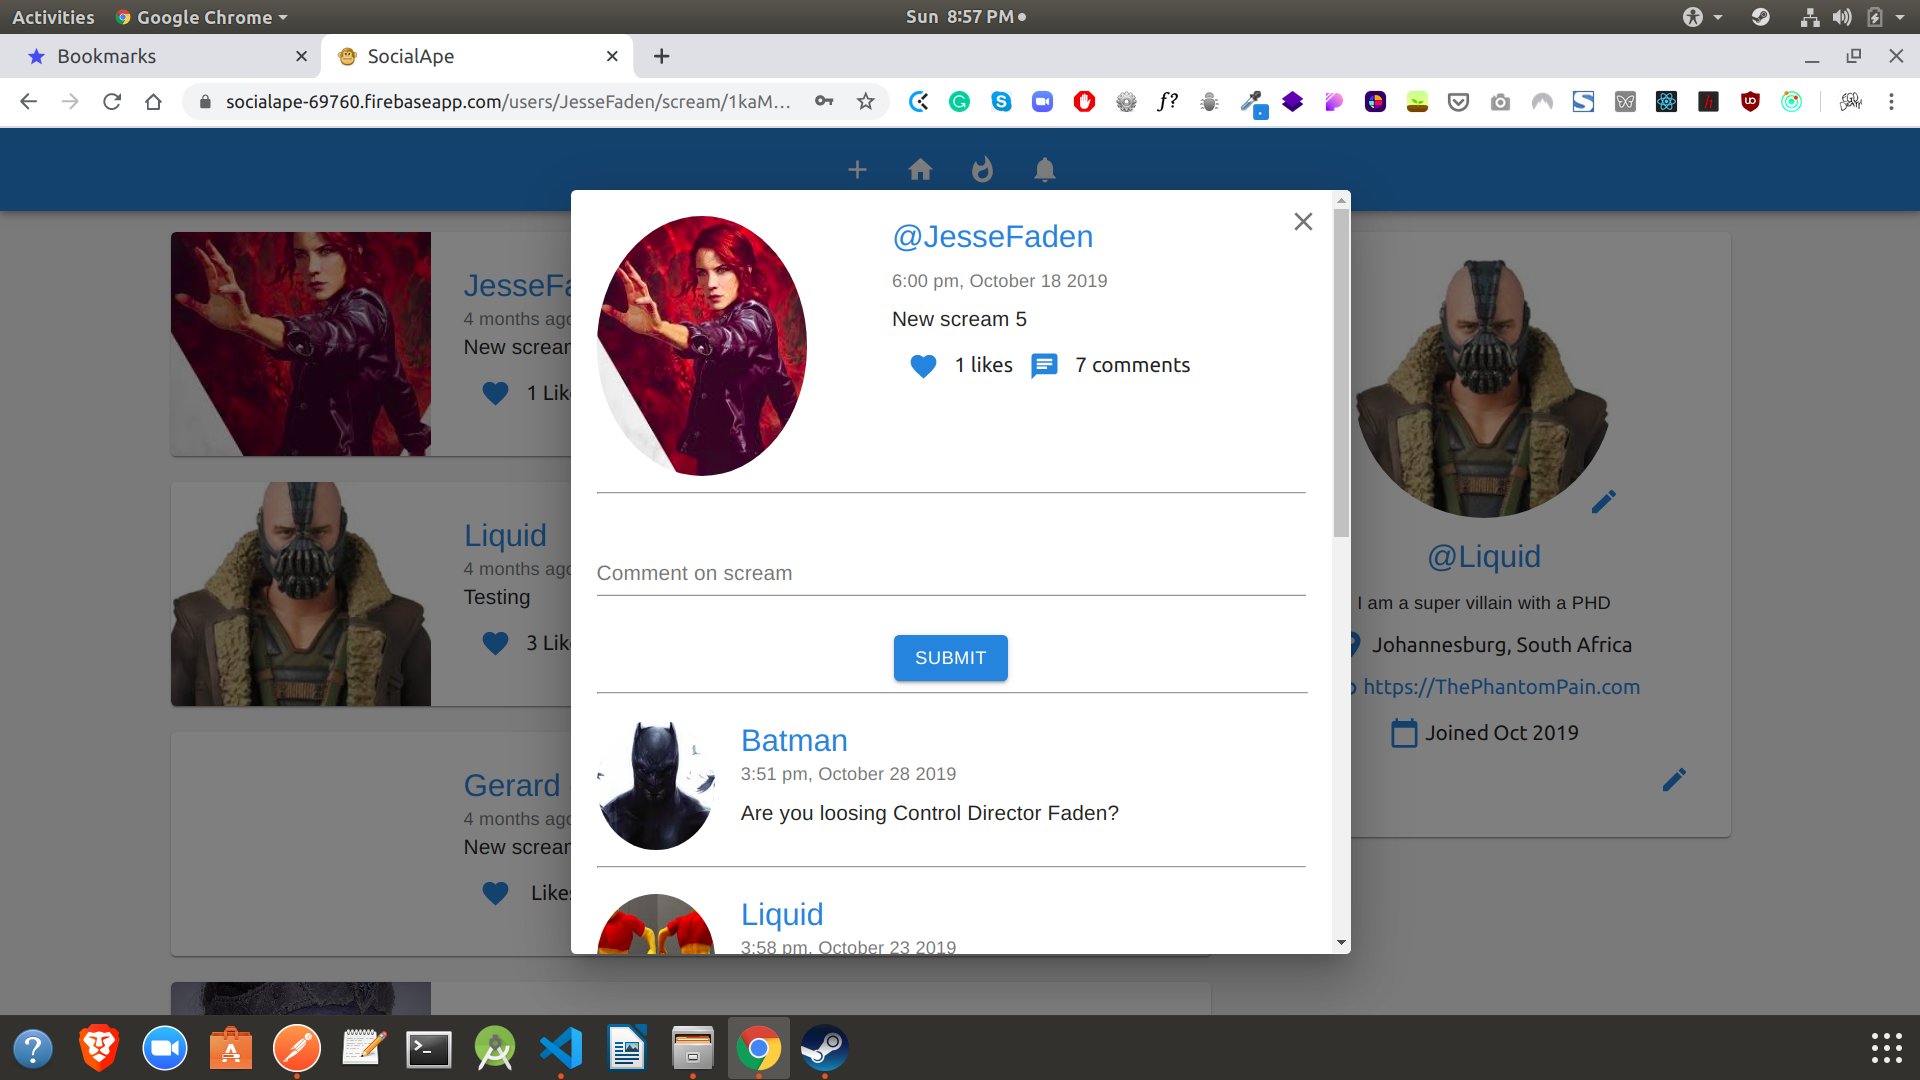 Activities Google Chrome Sun 8:57 PM
Bookmarks SocialApe
socialape-69760.firebaseapp.com/users/JesseFaden/scream/1kaM...
@JesseFaden
6:00 pm, October 18 2019
New scream 5
1 likes 7 comments
Comment on scream
SUBMIT
Batman
3:51 pm, October 28 2019
Are you loosing Control Director Faden?
Liquid
3:58 pm, October 23 2019
JesseFa
4 months ago
New scream
1 Lik
Liquid
4 months ago
Testing
3 Lik
Gerard
4 months ago
New scream
Likes
@Liquid
I am a super villain with a PHD
Johannesburg, South Africa
https://ThePhantomPain.com
Joined Oct 2019